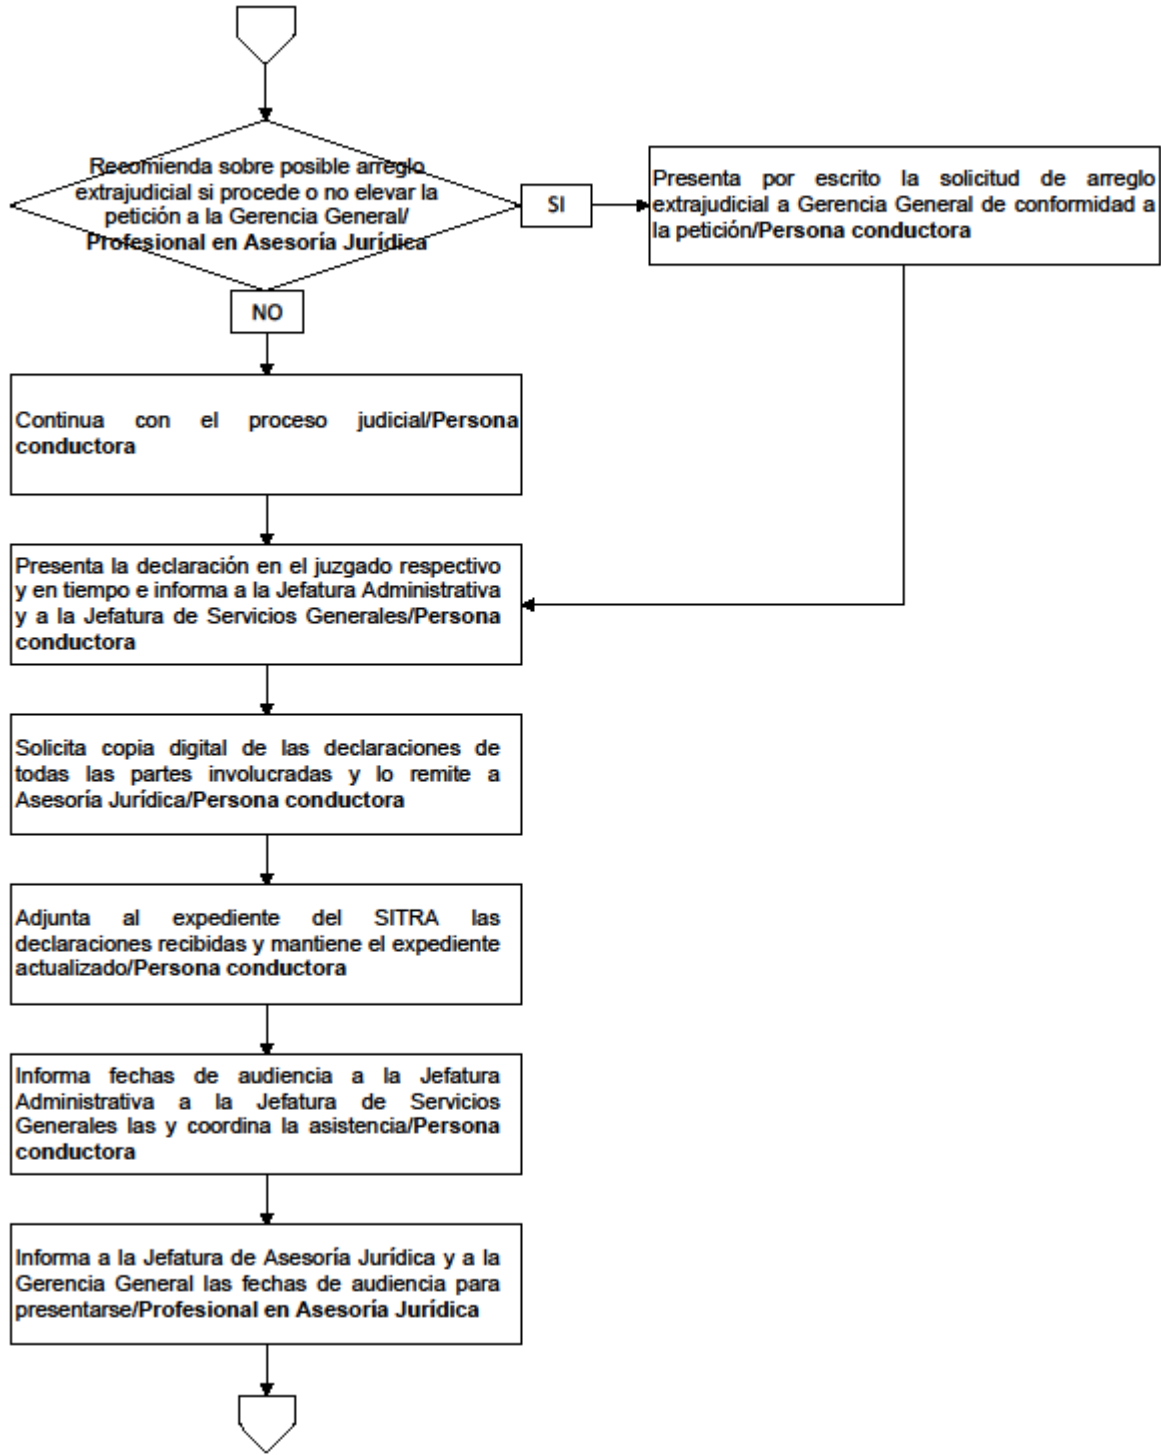 Recomienda sobre posible arreglo
extrajudicial si procede o no elevar la
petición a la Gerencia General/
Profesional en Asesoría Jurídica
SI
Presenta por escrito la solicitud de arreglo
extrajudicial a Gerencia General de conformidad a
la petición/Persona conductora
NO
Continua con el proceso judicial/Persona
conductora
Presenta la declaración en el juzgado respectivo
y en tiempo e informa a la Jefatura Administrativa
y a la Jefatura de Servicios Generales/Persona
conductora
Solicita copia digital de las declaraciones de
todas las partes involucradas y lo remite a
Asesoría Jurídica/Persona conductora
Adjunta al expediente del SITRA las
declaraciones recibidas y mantiene el expediente
actualizado/Persona conductora
Informa fechas de audiencia a la Jefatura
Administrativa a la Jefatura de Servicios
Generales las y coordina la asistencia/Persona
conductora
Informa a la Jefatura de Asesoría Jurídica y a la
Gerencia General las fechas de audiencia para
presentarse/Profesional en Asesoría Jurídica